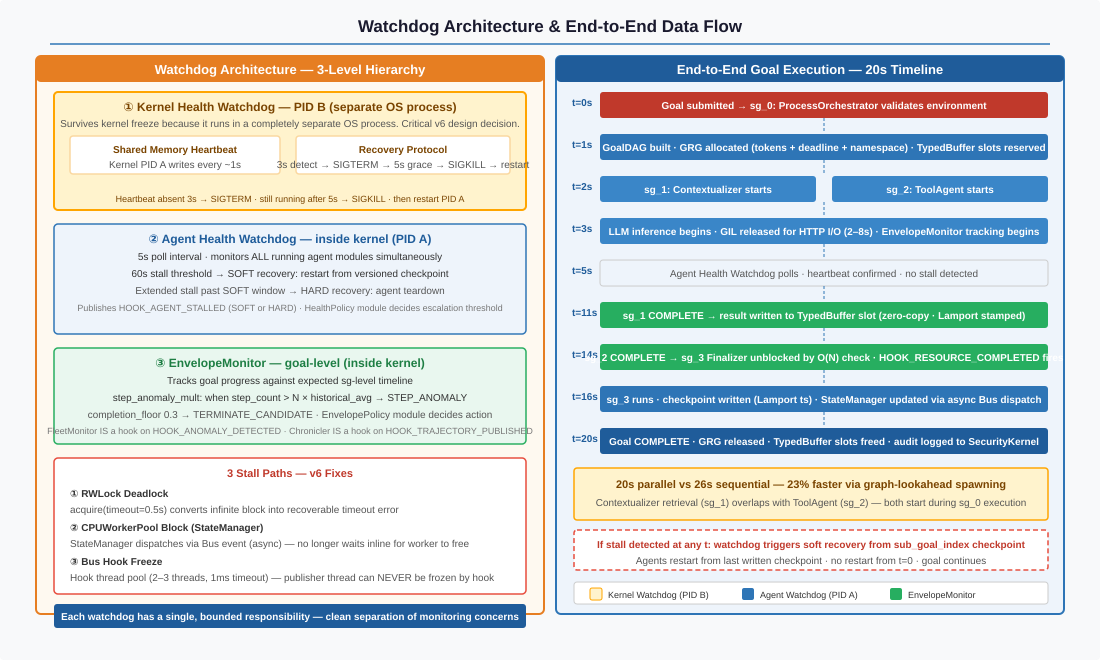 Watchdog Architecture & End-to-End Data Flow
Watchdog Architecture — 3-Level Hierarchy
① Kernel Health Watchdog — PID B (separate OS process)
Survives kernel freeze because it runs in a completely separate OS process. Critical v6 design decision.
Shared Memory Heartbeat
Kernel PID A writes every ~1s
Recovery Protocol
3s detect → SIGTERM → 5s grace → SIGKILL → restart
Heartbeat absent 3s → SIGTERM · still running after 5s → SIGKILL · then restart PID A
② Agent Health Watchdog — inside kernel (PID A)
5s poll interval · monitors ALL running agent modules simultaneously
60s stall threshold → SOFT recovery: restart from versioned checkpoint
Extended stall past SOFT window → HARD recovery: agent teardown
Publishes HOOK_AGENT_STALLED (SOFT or HARD) · HealthPolicy module decides escalation threshold
③ EnvelopeMonitor — goal-level (inside kernel)
Tracks goal progress against expected sg-level timeline
step_anomaly_mult: when step_count > N × historical_avg → STEP_ANOMALY
completion_floor 0.3 → TERMINATE_CANDIDATE · EnvelopePolicy module decides action
FleetMonitor IS a hook on HOOK_ANOMALY_DETECTED · Chronicler IS a hook on HOOK_TRAJECTORY_PUBLISHED
3 Stall Paths — v6 Fixes
① RWLock Deadlock
acquire(timeout=0.5s) converts infinite block into recoverable timeout error
② CPUWorkerPool Block (StateManager)
StateManager dispatches via Bus event (async) — no longer waits inline for worker to free
③ Bus Hook Freeze
Hook thread pool (2–3 threads, 1ms timeout) — publisher thread can NEVER be frozen by hook
Each watchdog has a single, bounded responsibility — clean separation of monitoring concerns
End-to-End Goal Execution — 20s Timeline
t=0s
Goal submitted → sg_0: ProcessOrchestrator validates environment
t=1s
GoalDAG built · GRG allocated (tokens + deadline + namespace) · TypedBuffer slots reserved
t=2s
sg_1: Contextualizer starts
sg_2: ToolAgent starts
t=3s
LLM inference begins · GIL released for HTTP I/O (2–8s) · EnvelopeMonitor tracking begins
t=5s
Agent Health Watchdog polls · heartbeat confirmed · no stall detected
t=11s
sg_1 COMPLETE → result written to TypedBuffer slot (zero-copy · Lamport stamped)
t=14s
2 COMPLETE → sg_3 Finalizer unblocked by O(N) check · HOOK_RESOURCE_COMPLETED
t=16s
sg_3 runs · checkpoint written (Lamport ts) · StateManager updated via async Bus dispatch
t=20s
Goal COMPLETE · GRG released · TypedBuffer slots freed · audit logged to SecurityKernel
20s parallel vs 26s sequential — 23% faster via graph-lookahead spawning
Contextualizer retrieval (sg_1) overlaps with ToolAgent (sg_2) — both start during sg_0 execution
If stall detected at any t: watchdog triggers soft recovery from sub_goal_index checkpoint
Agents restart from last written checkpoint · no restart from t=0 · goal continues
Kernel Watchdog (PID B)
Agent Watchdog (PID A)
EnvelopeMonitor